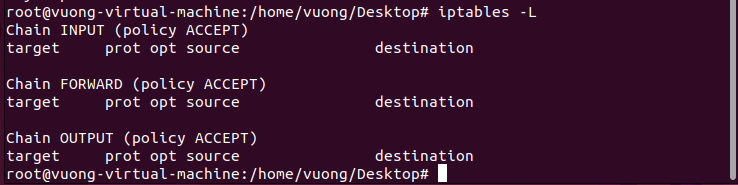 root@vuong-virtual-machine:/home/vuong/Desktop# iptables -L
Chain INPUT (policy ACCEPT)
target     prot opt source               destination
Chain FORWARD (policy ACCEPT)
target     prot opt source               destination
Chain OUTPUT (policy ACCEPT)
target     prot opt source               destination
root@vuong-virtual-machine:/home/vuong/Desktop#